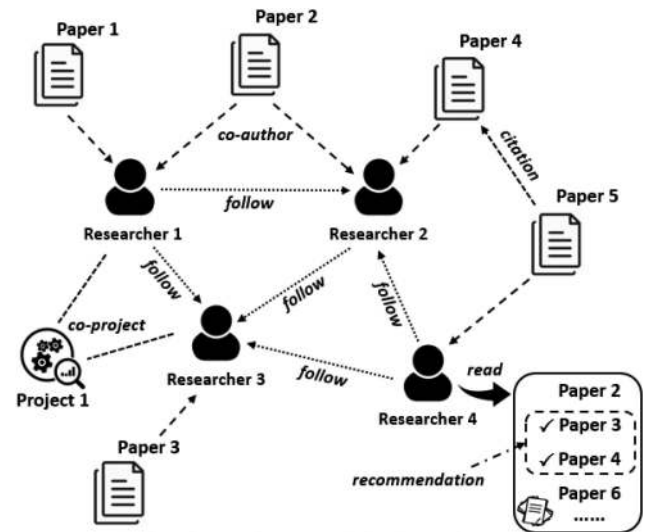 Paper 1
Paper 2
Paper 4
co-author
citation
follow
Paper 5
Researcher 1
Researcher 2
follow
follow
follow
co-project
Researcher 3
follow
read
Project 1
Researcher 4
Paper 2
✓ Paper 3
✓ Paper 4
Paper 6
......
Paper 3
recommendation